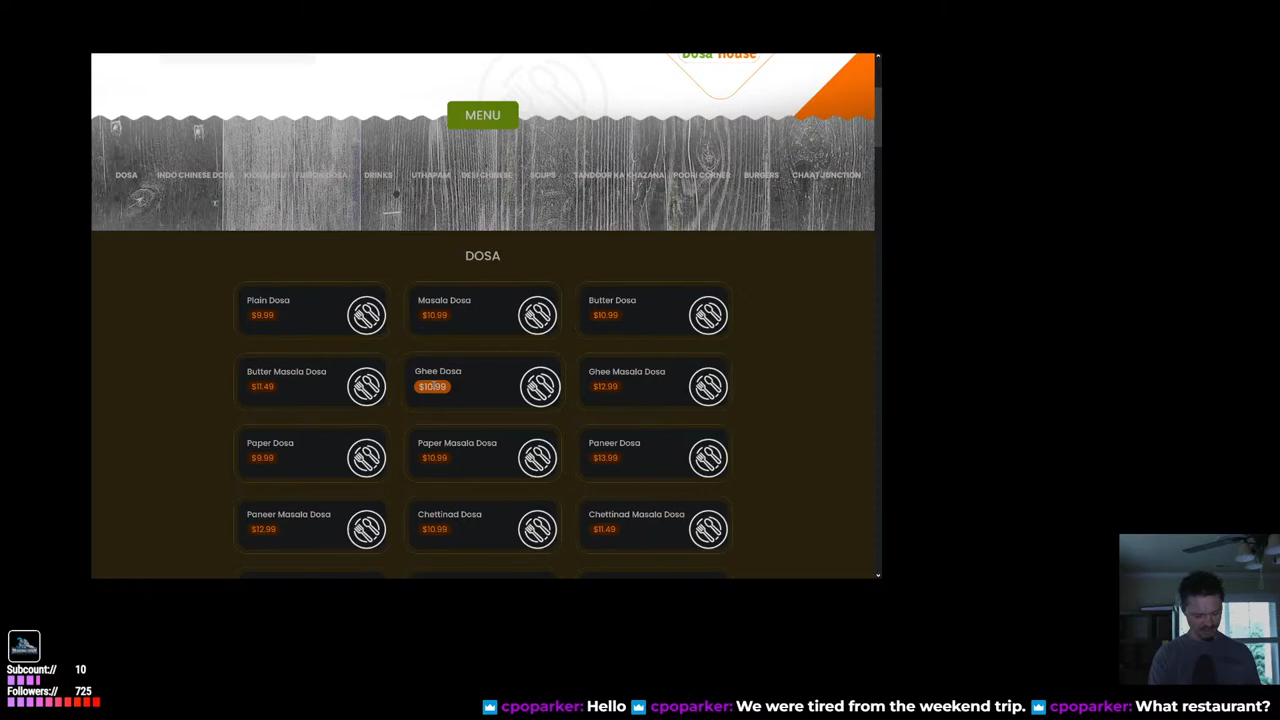 Dosa House
MENU
DOSA INDO CHINESE DOSA FUSION DOSA DRINKS UTHAPAM DESI CHINESE SOUPS TANDOOR KA KHAZANA POORI CORNER BURGERS CHAAT JUNCTION
DOSA
Plain Dosa
$9.99
Masala Dosa
$10.99
Butter Dosa
$10.99
Butter Masala Dosa
$11.49
Ghee Dosa
$10.99
Ghee Masala Dosa
$12.99
Paper Dosa
$9.99
Paper Masala Dosa
$10.99
Paneer Dosa
$13.99
Paneer Masala Dosa
$12.99
Chettinad Dosa
$10.99
Chettinad Masala Dosa
$11.49
Subcount:// 10
Followers:// 725
cpoparker: Hello cpoparker: We were tired from the weekend trip. cpoparker: What restaurant?